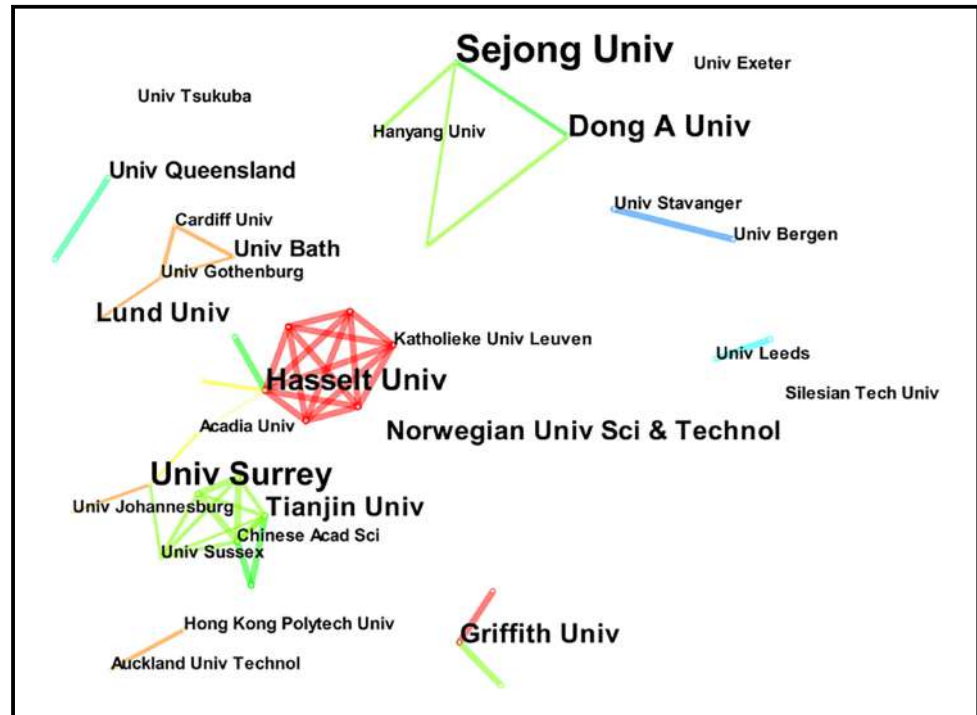 Sejong Univ
Univ Exeter
Univ Tsukuba
Hanyang Univ
Dong A Univ
Univ Queensland
Univ Stavanger
Cardiff Univ
Univ Bergen
Univ Bath
Univ Gothenburg
Lund Univ
Katholieke Univ Leuven
Univ Leeds
Hasselt Univ
Silesian Tech Univ
Acadia Univ
Norwegian Univ Sci & Technol
Univ Surrey
Univ Johannesburg
Tianjin Univ
Chinese Acad Sci
Univ Sussex
Hong Kong Polytech Univ
Griffith Univ
Auckland Univ Technol